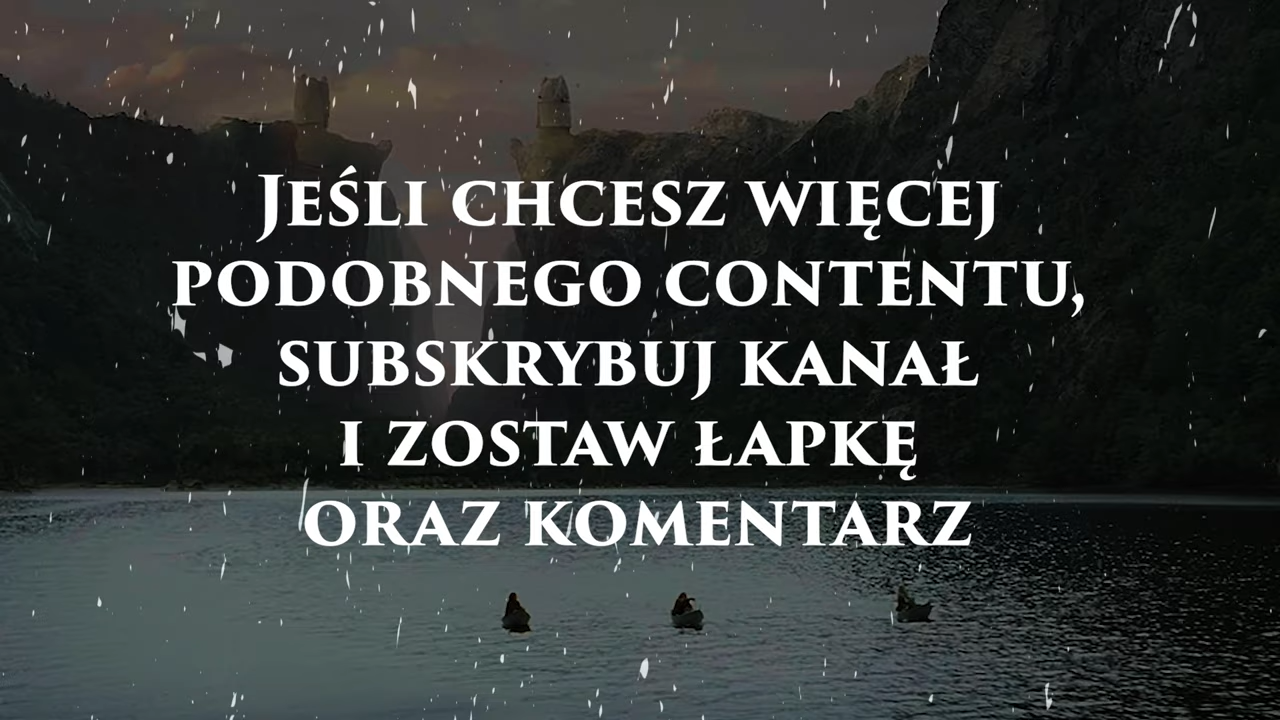 Jeśli chcesz więcej
podobnego contentu,
subskrybuj kanał
i zostaw łapkę
oraz komentarz